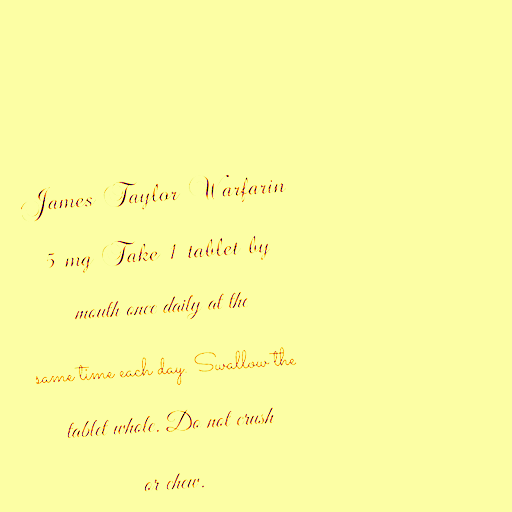 James Taylor Warfarin
5 mg Take 1 tablet by
mouth once daily at the
same time each day. Swallow the
tablet whole. Do not crush
or chew.